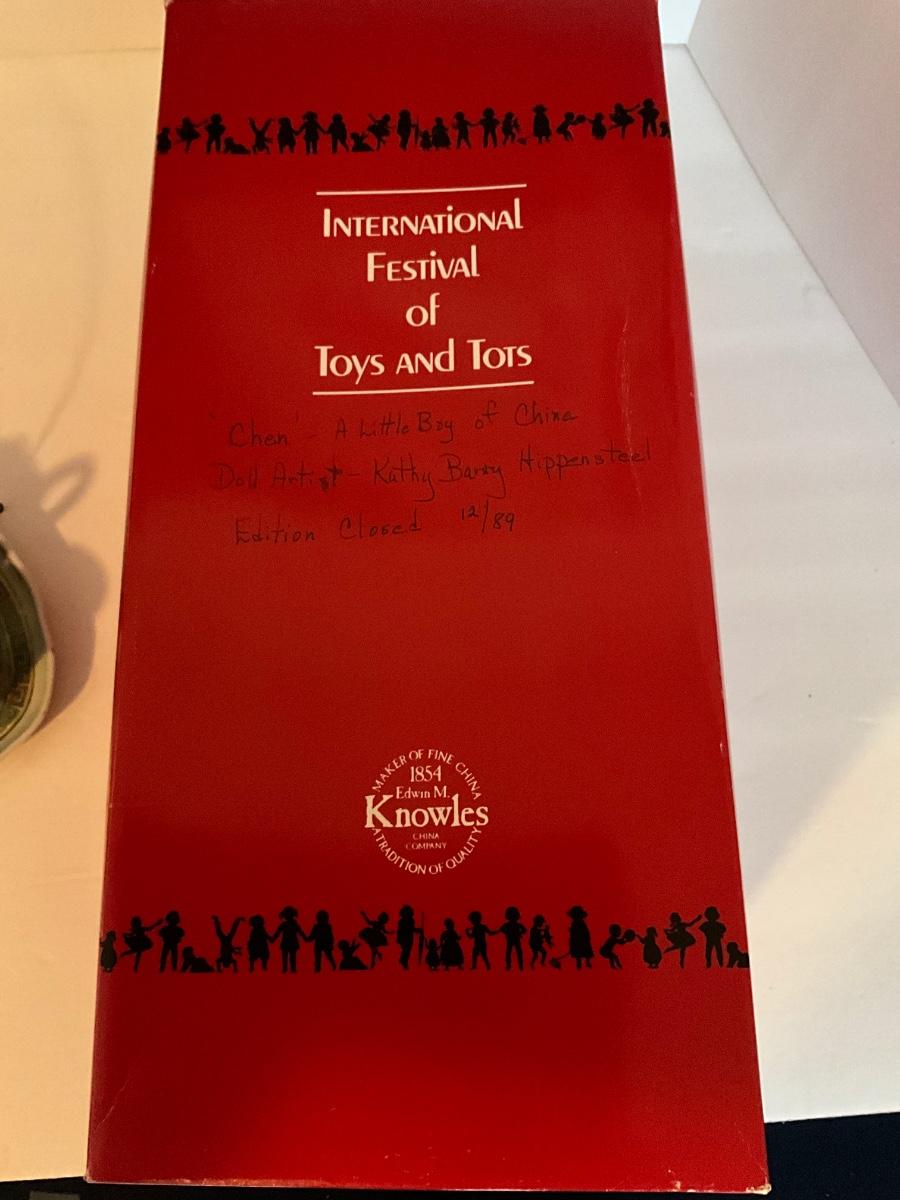 International
Festival
of
Toys and Tots
'Chen' - A Little Boy of China
Doll Artist - Kathy Barry Hippensteel
Edition Closed 12/89
MAKER OF FINE CHINA
1854
Edwin M.
Knowles
CHINA
COMPANY
A TRADITION OF QUALITY